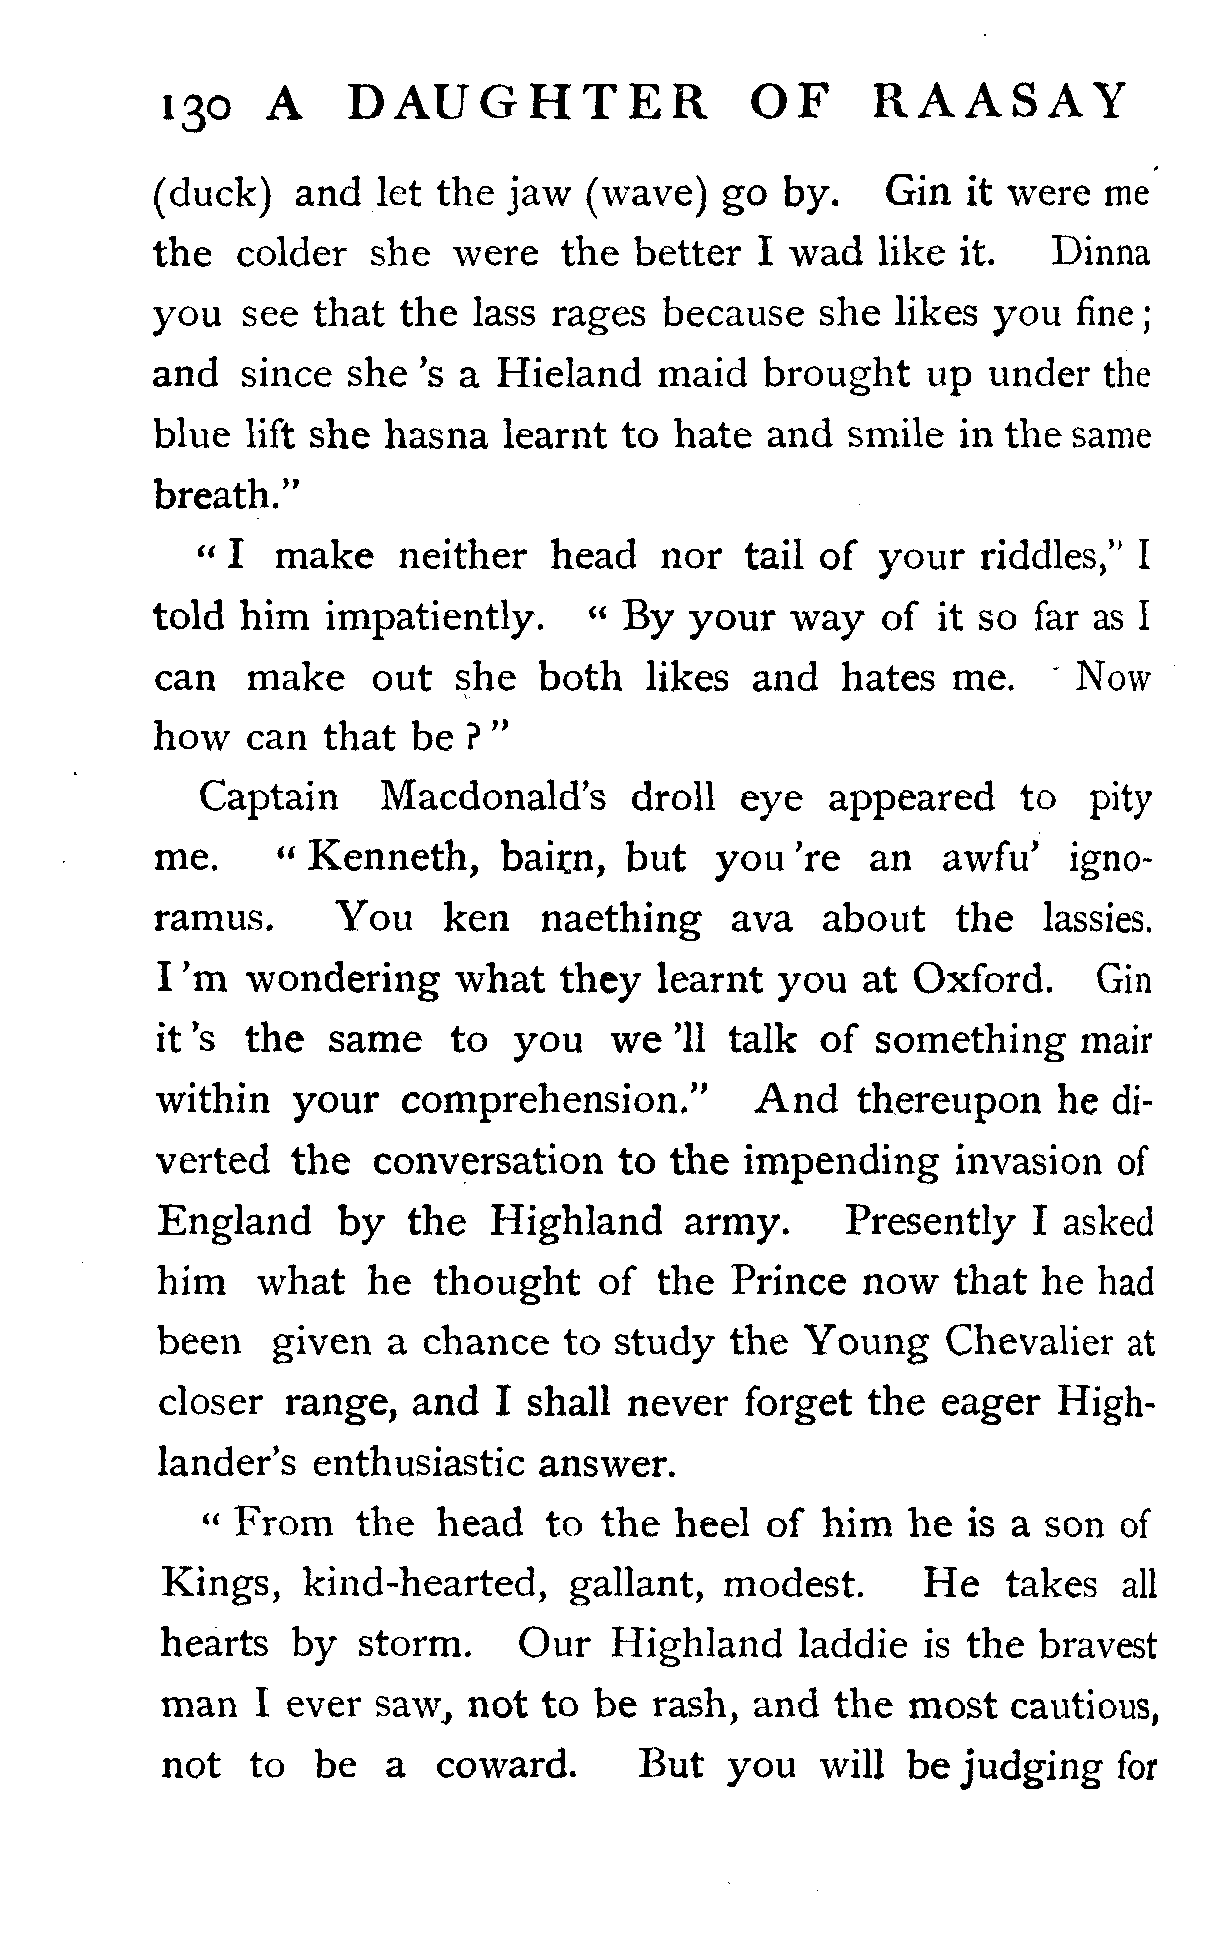 130 A DAUGHTER OF RAASAY
(duck) and let the jaw (wave) go by. Gin it were me
the colder she were the better I wad like it. Dinna
you see that the lass rages because she likes you fine;
and since she 's a Hieland maid brought up under the
blue lift she hasna learnt to hate and smile in the same
breath."
" I make neither head nor tail of your riddles," I
told him impatiently. " By your way of it so far as I
can make out she both likes and hates me. Now
how can that be ? "
Captain Macdonald's droll eye appeared to pity
me. " Kenneth, bairn, but you 're an awfu' igno-
ramus. You ken naething ava about the lassies.
I 'm wondering what they learnt you at Oxford. Gin
it 's the same to you we 'll talk of something mair
within your comprehension." And thereupon he di-
verted the conversation to the impending invasion of
England by the Highland army. Presently I asked
him what he thought of the Prince now that he had
been given a chance to study the Young Chevalier at
closer range, and I shall never forget the eager High-
lander's enthusiastic answer.
" From the head to the heel of him he is a son of
Kings, kind-hearted, gallant, modest. He takes all
hearts by storm. Our Highland laddie is the bravest
man I ever saw, not to be rash, and the most cautious,
not to be a coward. But you will be judging for